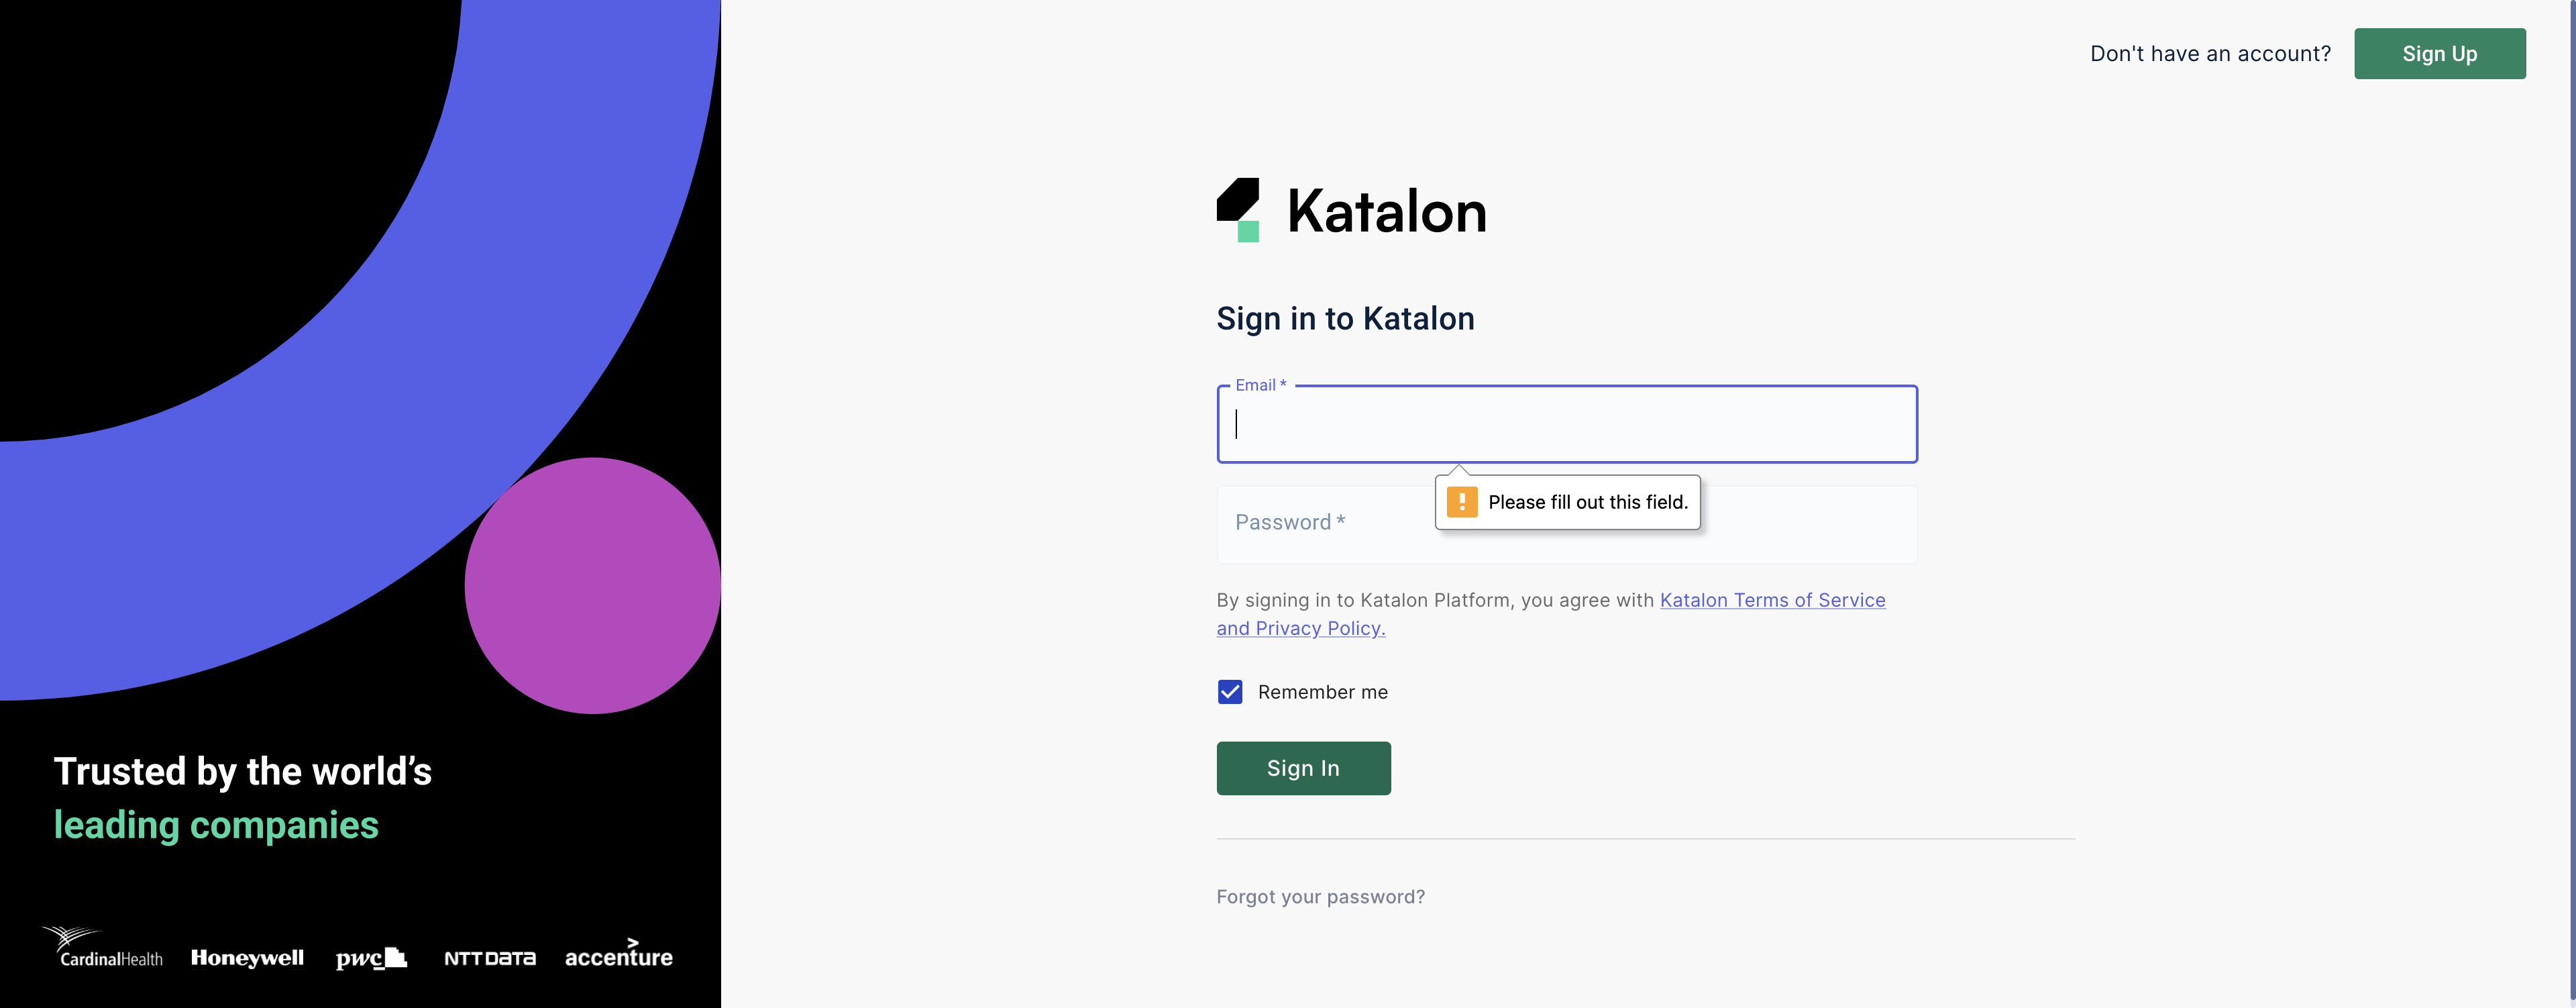 Don't have an account?
Sign Up
Katalon
Sign in to Katalon
Email *
Please fill out this field.
Password *
By signing in to Katalon Platform, you agree with Katalon Terms of Service
and Privacy Policy.
Remember me
Sign In
Forgot your password?
Trusted by the world’s
leading companies
CardinalHealth
Honeywell
pwc
NTT DATA
accenture